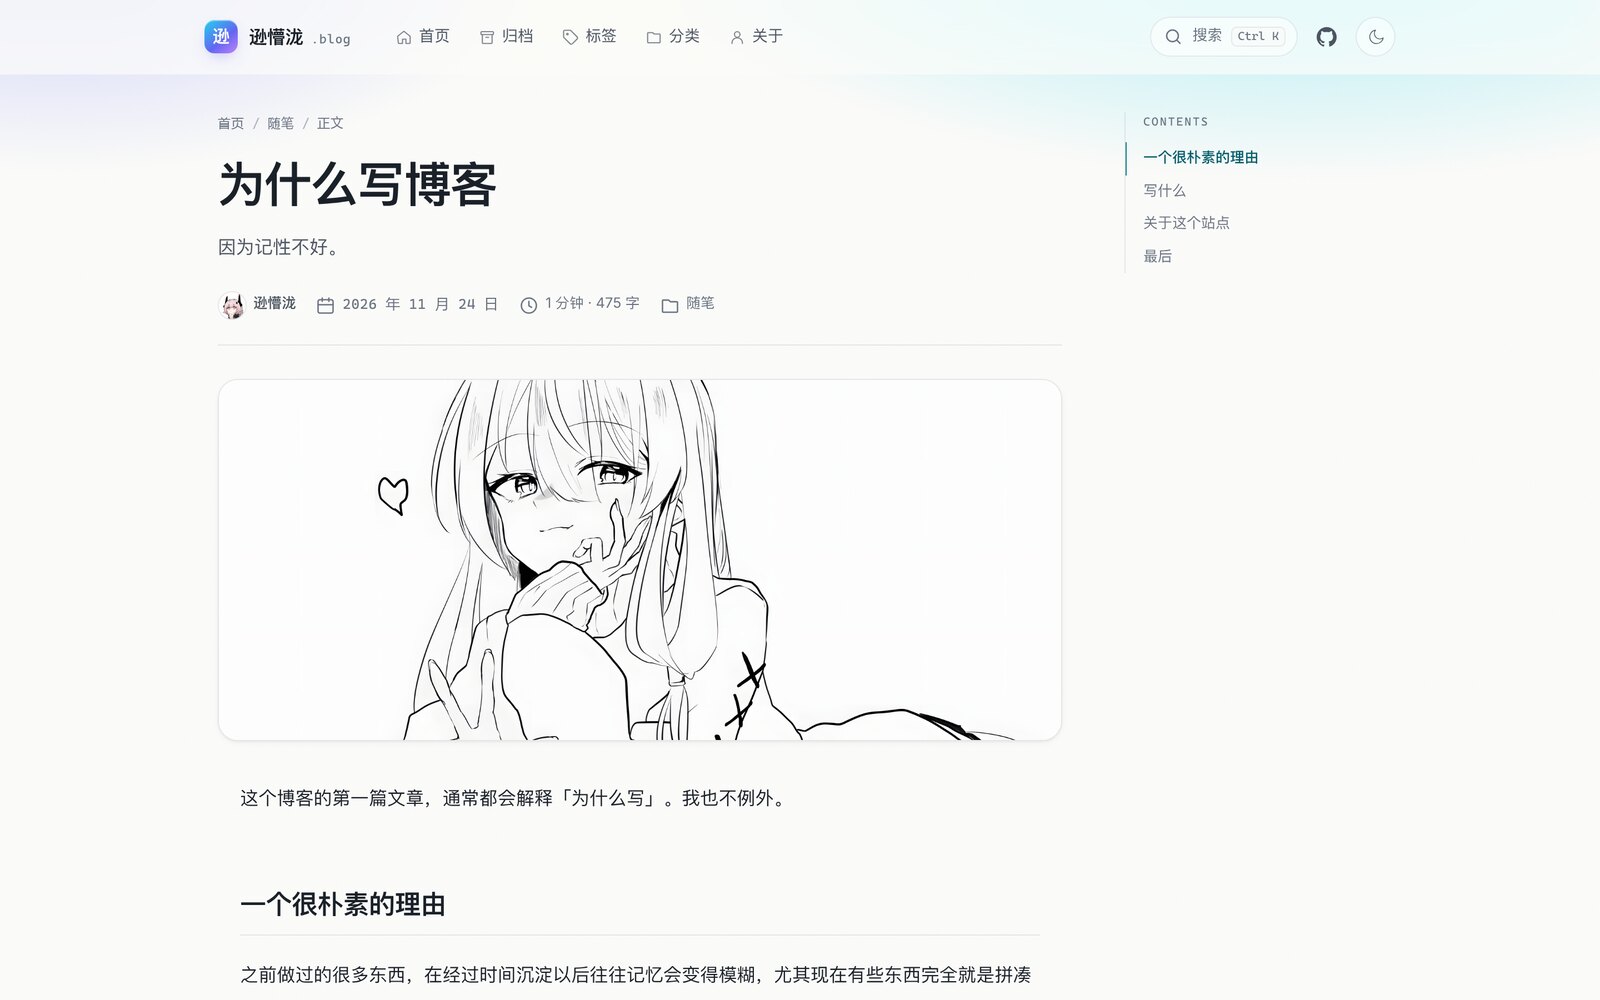 逊 逊懵泷 .blog 首页 归档 标签 分类 关于 搜索 Ctrl K
首页 / 随笔 / 正文
为什么写博客
因为记性不好。
逊懵泷 2026 年 11 月 24 日 1 分钟 · 475 字 随笔
这个博客的第一篇文章，通常都会解释「为什么写」。我也不例外。
一个很朴素的理由
之前做过的很多东西，在经过时间沉淀以后往往记忆会变得模糊，尤其现在有些东西完全就是拼凑
CONTENTS
一个很朴素的理由
写什么
关于这个站点
最后